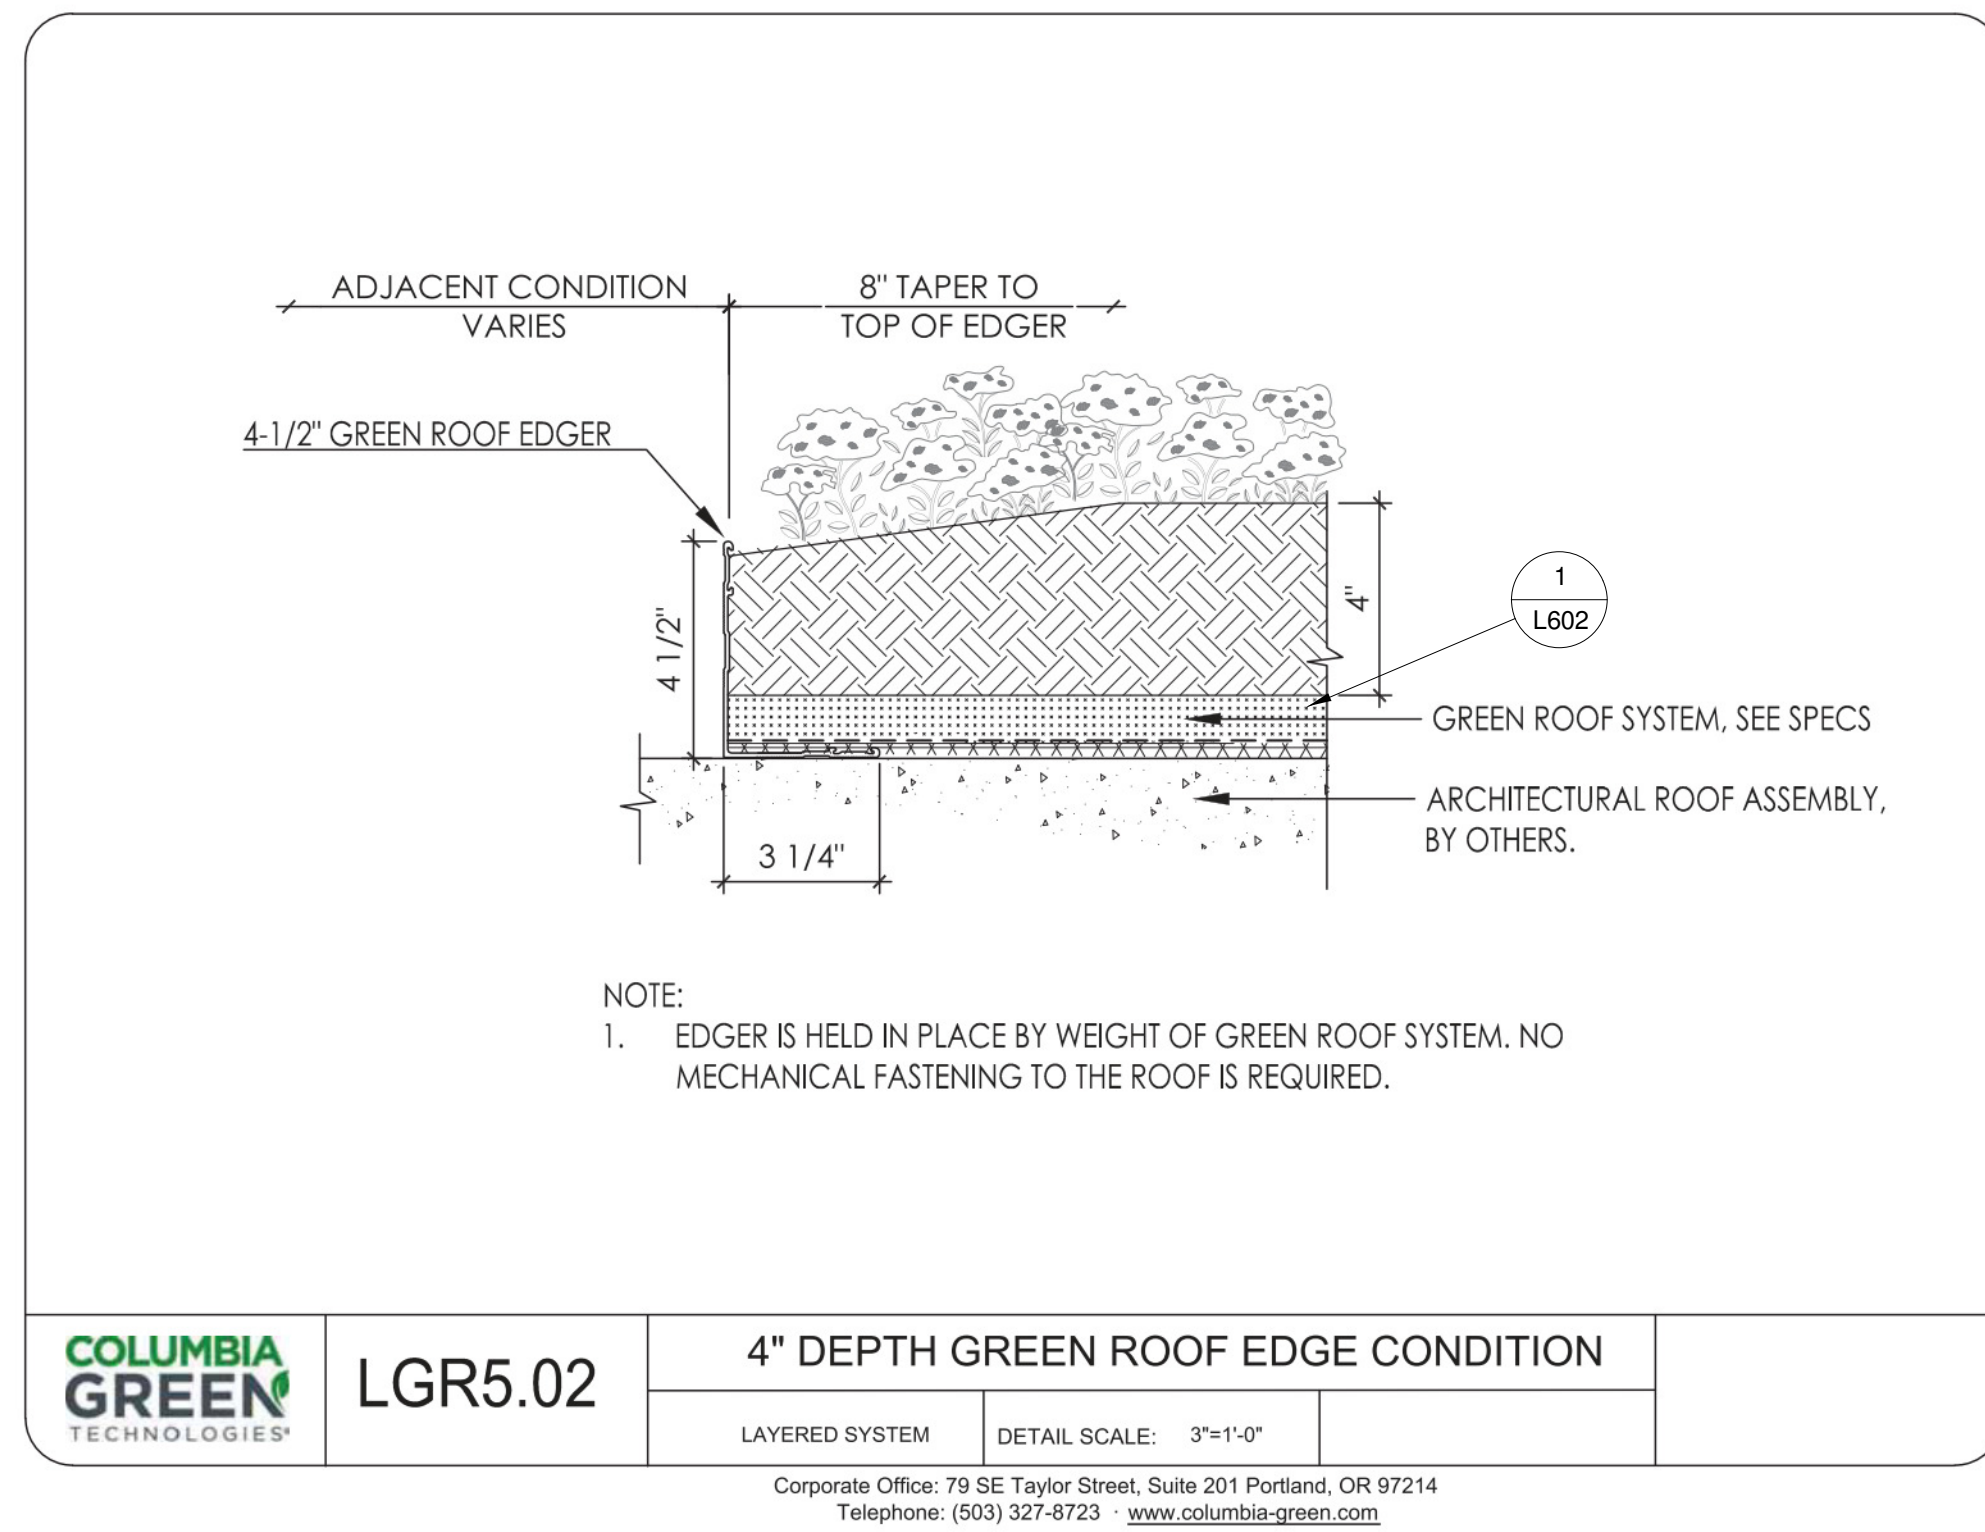 ADJACENT CONDITION
VARIES
8" TAPER TO
TOP OF EDGER
4-1/2" GREEN ROOF EDGER
4 1/2"
4"
1
L602
GREEN ROOF SYSTEM, SEE SPECS
ARCHITECTURAL ROOF ASSEMBLY,
BY OTHERS.
3 1/4"
NOTE:
1. EDGER IS HELD IN PLACE BY WEIGHT OF GREEN ROOF SYSTEM. NO
MECHANICAL FASTENING TO THE ROOF IS REQUIRED.
COLUMBIA
GREEN
TECHNOLOGIES®
LGR5.02
4" DEPTH GREEN ROOF EDGE CONDITION
LAYERED SYSTEM
DETAIL SCALE: 3"=1'-0"
Corporate Office: 79 SE Taylor Street, Suite 201 Portland, OR 97214
Telephone: (503) 327-8723 · www.columbia-green.com